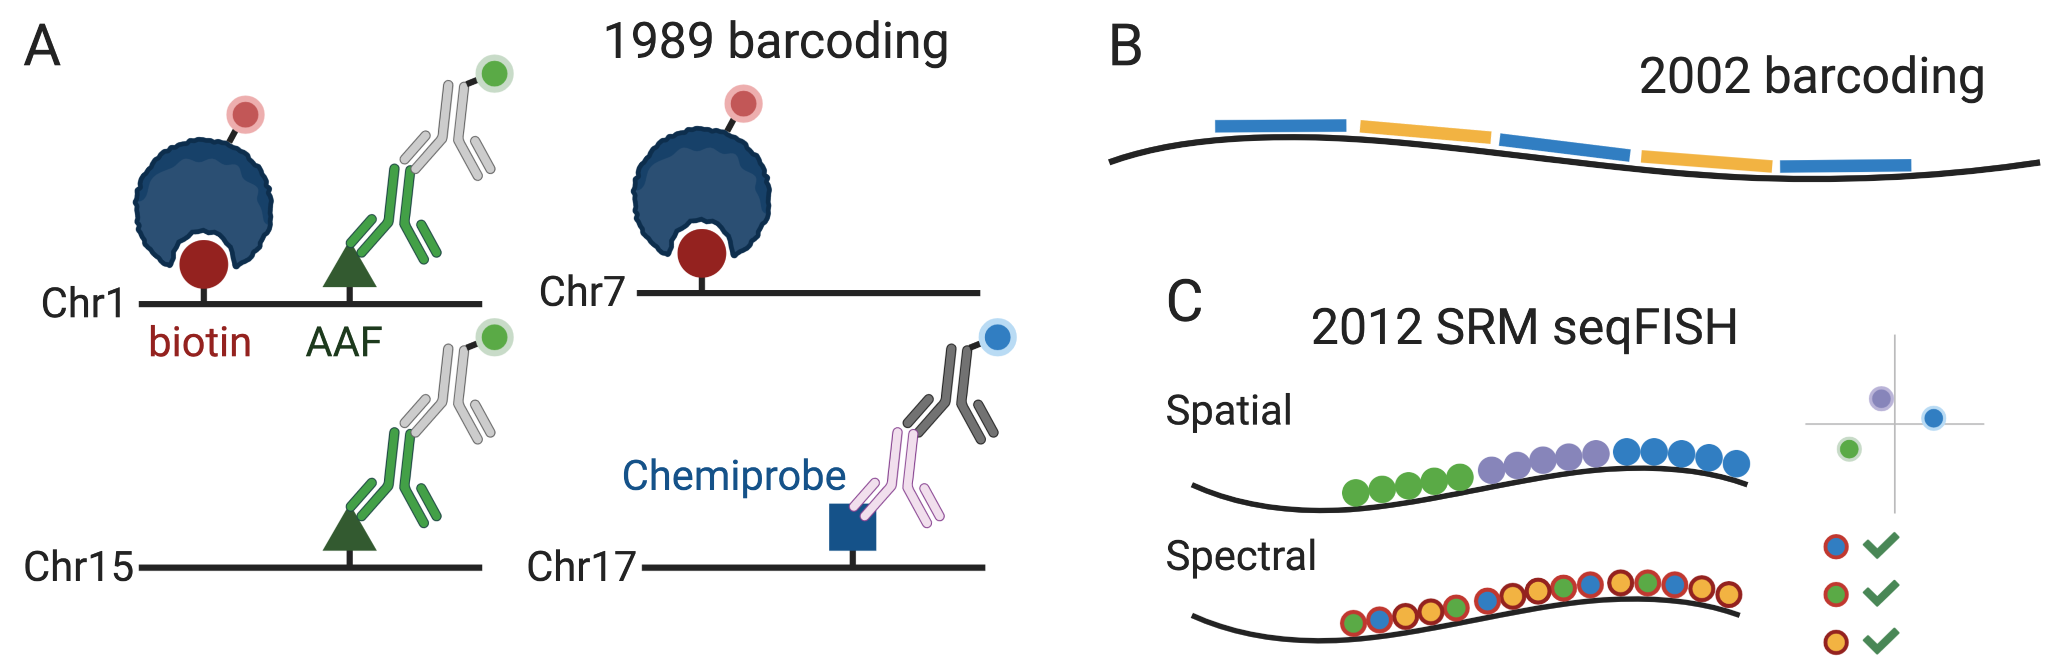 A
1989 barcoding
Chr1
biotin
AAF
Chr7
Chr15
Chemiprobe
Chr17
B
2002 barcoding
C
2012 SRM seqFISH
Spatial
Spectral